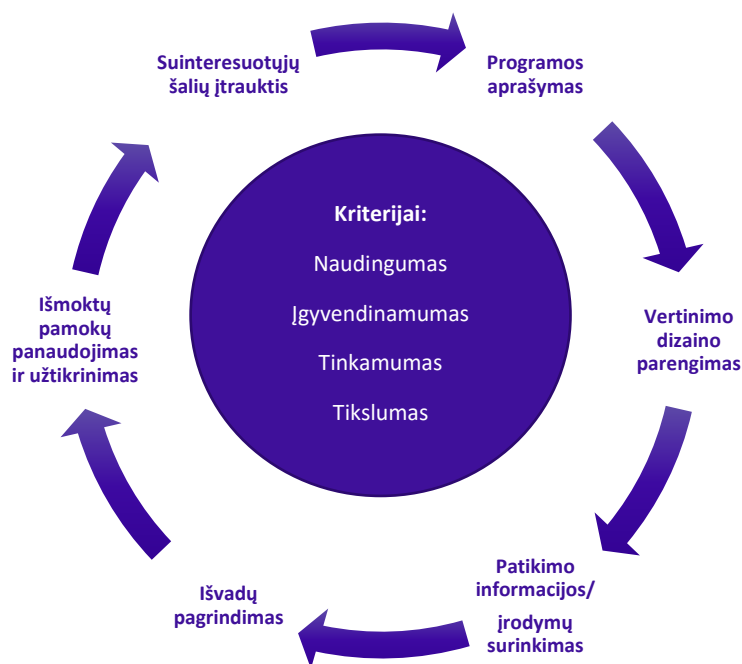 Suinteresuotųjų
šalių įtrauktis
Programos
aprašymas
Vertinimo
dizaino
parengimas
Patikimo
informacijos/
įrodymų
surinkimas
Išvadų
pagrindimas
Išmoktų
pamokų
panaudojimas
ir užtikrinimas
Kriterijai:
Naudingumas
Įgyvendinamumas
Tinkamumas
Tikslumas